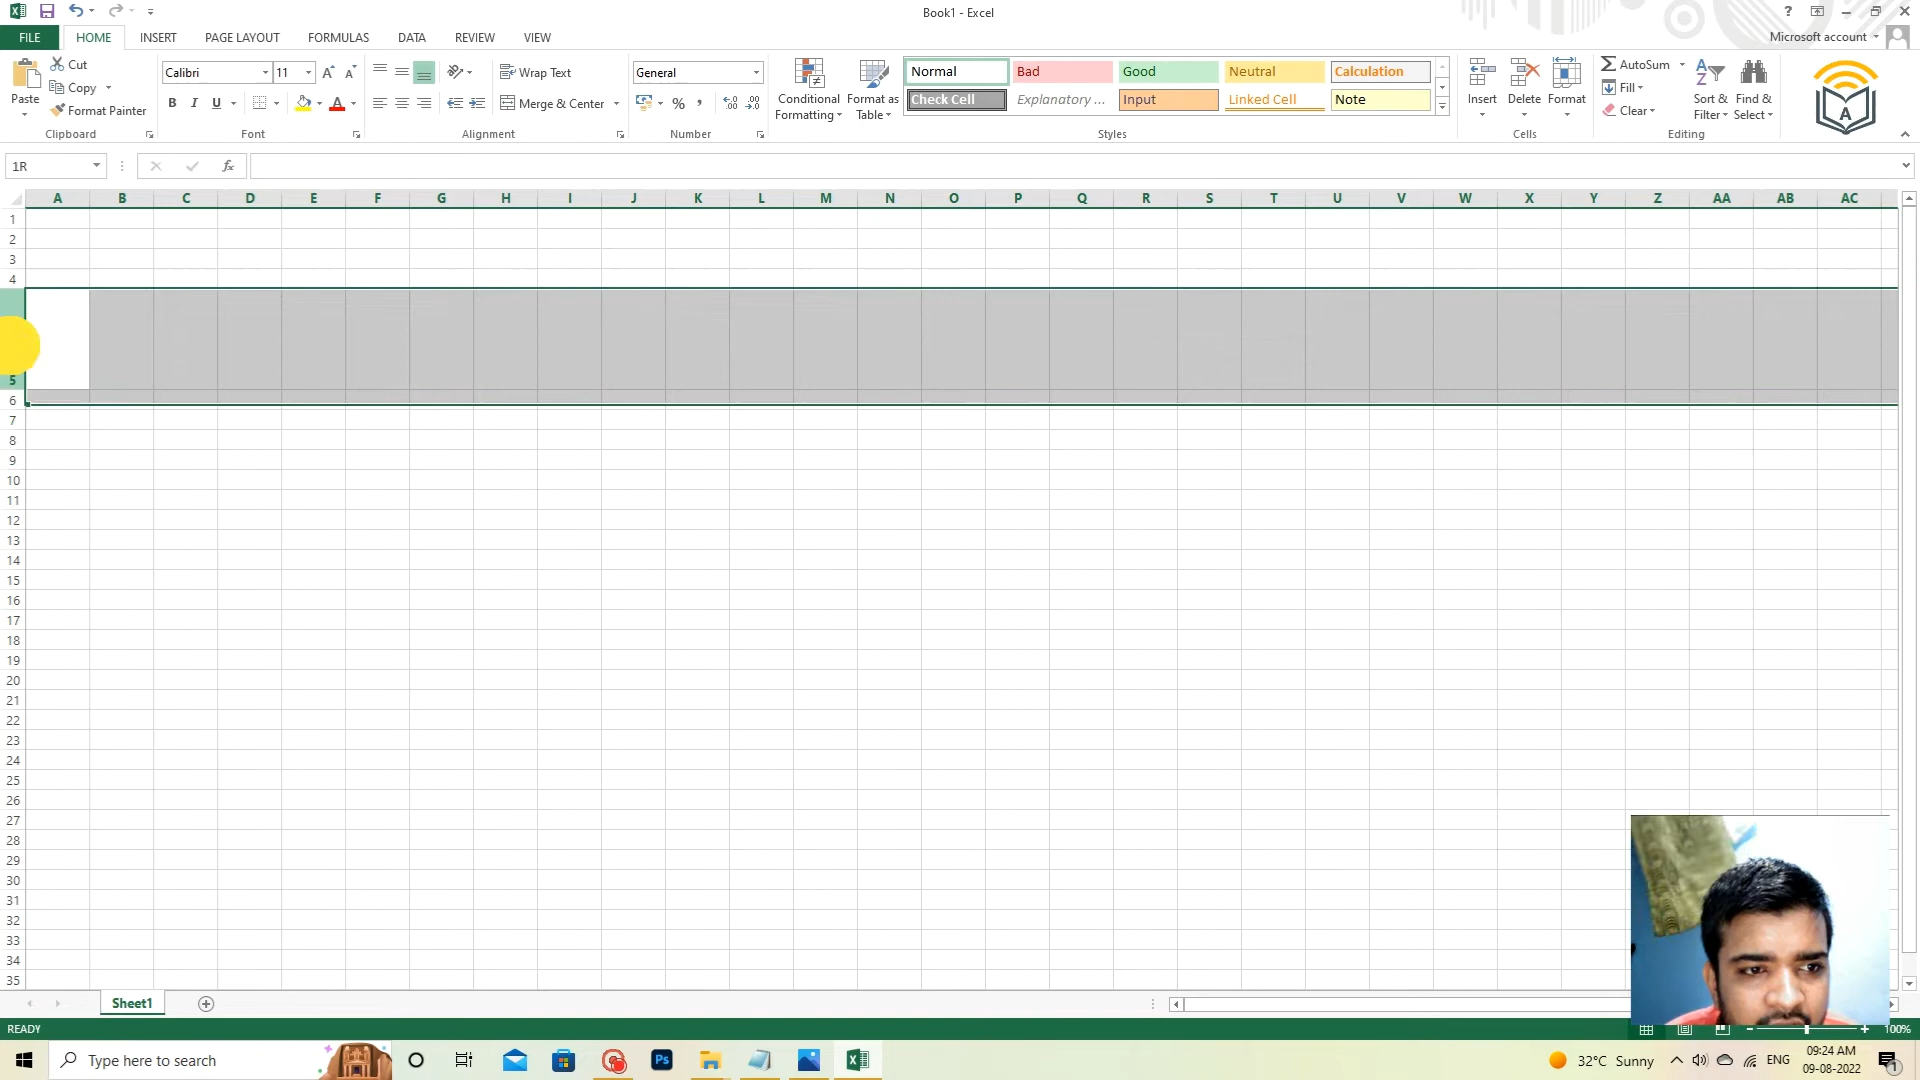 Book1 - Excel
?
FILE HOME INSERT PAGE LAYOUT FORMULAS DATA REVIEW VIEW Microsoft account
Paste Cut Copy Format Painter
Clipboard
Calibri 11
B I U A
Font
Wrap Text
Merge & Center
Alignment
General
%
Number
Conditional Formatting
Format as Table
Normal Bad Good Neutral Calculation
Check Cell Explanatory ... Input Linked Cell Note
Styles
Insert Delete Format
Cells
AutoSum
Fill
Clear
Sort & Filter
Find & Select
Editing
A
1R fx
A B C D E F G H I J K L M N O P Q R S T U V W X Y Z AA AB AC
1
2
3
4
5
6
7
8
9
10
11
12
13
14
15
16
17
18
19
20
21
22
23
24
25
26
27
28
29
30
31
32
33
34
35
Sheet1
READY 100%
Type here to search Ps 32°C Sunny ENG 09:24 AM
09-08-2022 1